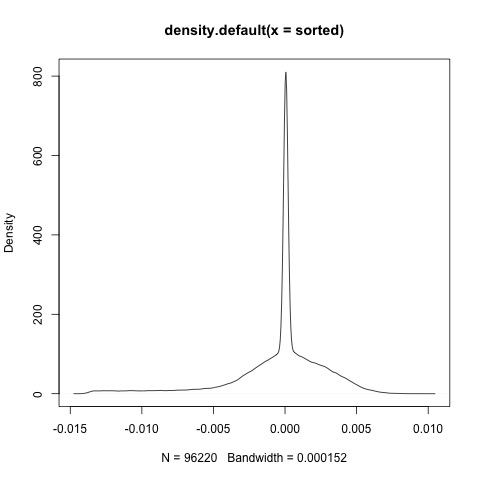 density.default(x = sorted)
Density
800
600
400
200
0
-0.015 -0.010 -0.005 0.000 0.005 0.010
N = 96220 Bandwidth = 0.000152